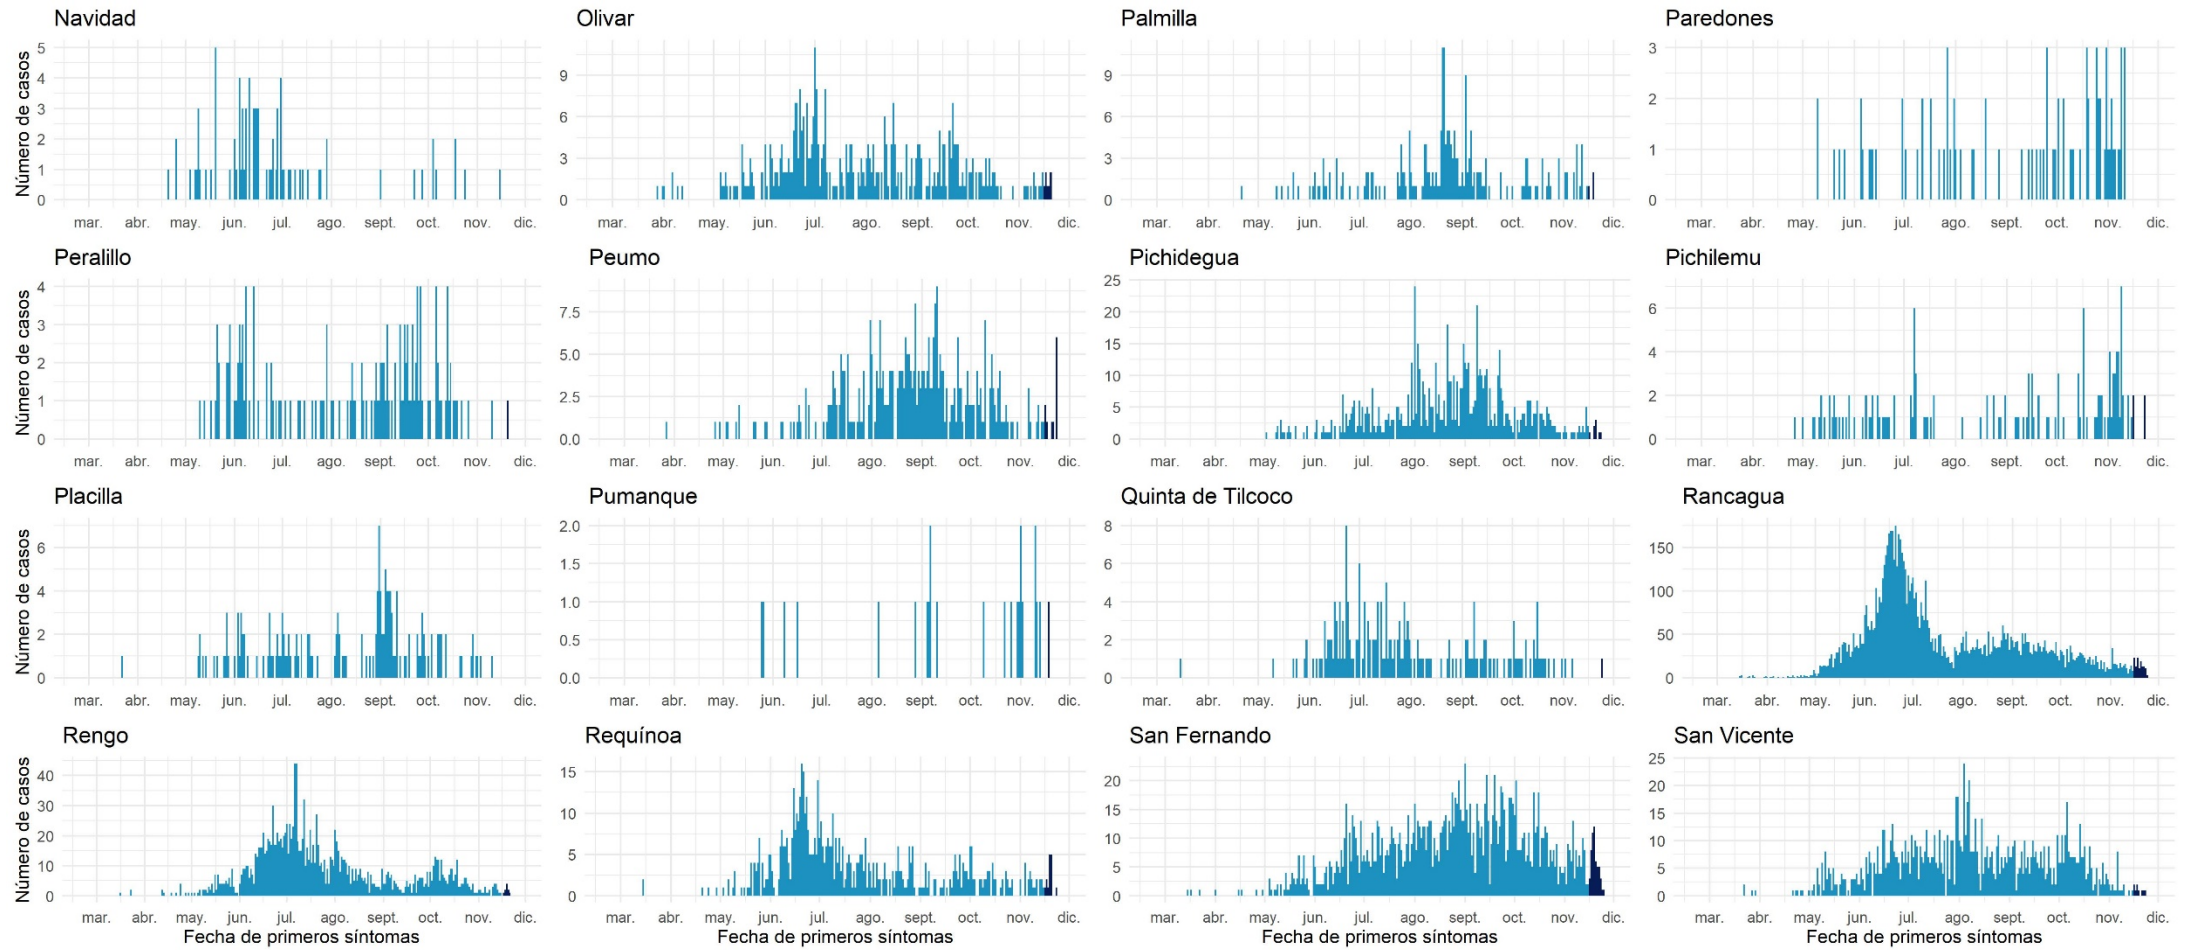 Navidad
Olivar
Palmilla
Paredones
Número de casos
5
4
3
2
1
0
9
6
3
0
9
6
3
0
3
2
1
0
mar. abr. may. jun. jul. ago. sept. oct. nov. dic.
mar. abr. may. jun. jul. ago. sept. oct. nov. dic.
mar. abr. may. jun. jul. ago. sept. oct. nov. dic.
mar. abr. may. jun. jul. ago. sept. oct. nov. dic.
Peralillo
Peumo
Pichidegua
Pichilemu
Número de casos
4
3
2
1
0
7.5
5.0
2.5
0.0
25
20
15
10
5
0
6
4
2
0
mar. abr. may. jun. jul. ago. sept. oct. nov. dic.
mar. abr. may. jun. jul. ago. sept. oct. nov. dic.
mar. abr. may. jun. jul. ago. sept. oct. nov. dic.
mar. abr. may. jun. jul. ago. sept. oct. nov. dic.
Placilla
Pumanque
Quinta de Tilcoco
Rancagua
Número de casos
6
4
2
0
2.0
1.5
1.0
0.5
0.0
8
6
4
2
0
150
100
50
0
mar. abr. may. jun. jul. ago. sept. oct. nov. dic.
mar. abr. may. jun. jul. ago. sept. oct. nov. dic.
mar. abr. may. jun. jul. ago. sept. oct. nov. dic.
mar. abr. may. jun. jul. ago. sept. oct. nov. dic.
Rengo
Requínoa
San Fernando
San Vicente
Número de casos
40
30
20
10
0
15
10
5
0
20
15
10
5
0
25
20
15
10
5
0
mar. abr. may. jun. jul. ago. sept. oct. nov. dic.
mar. abr. may. jun. jul. ago. sept. oct. nov. dic.
mar. abr. may. jun. jul. ago. sept. oct. nov. dic.
mar. abr. may. jun. jul. ago. sept. oct. nov. dic.
Fecha de primeros síntomas
Fecha de primeros síntomas
Fecha de primeros síntomas
Fecha de primeros síntomas